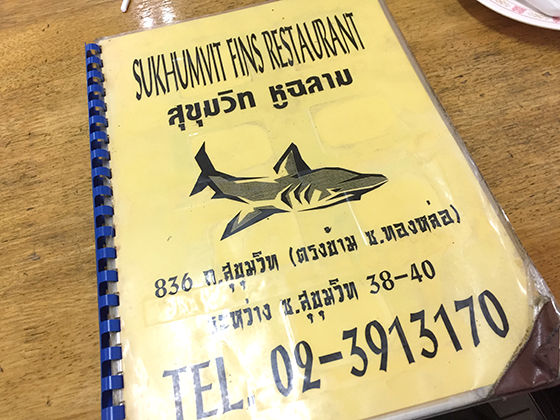 SUKHUMVIT FINS RESTAURANT
สุขุมวิท หูฉลาม
836 ถ.สุขุมวิท (ตรงข้าม ซ.ทองหล่อ)
ระหว่าง ซ.สุขุมวิท 38-40
TEL. 02-3913170